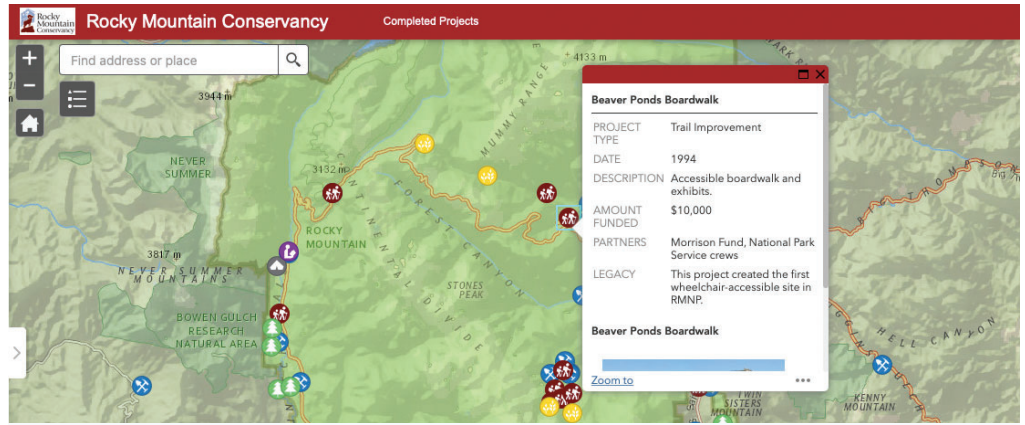 Rocky
Mountain
Conservancy
Rocky Mountain Conservancy
Completed Projects
+
Find address or place
−
4133 m
3944 m
MUMMY RANGE
NEVER
SUMMER
3132 m
CONTINENTAL DIVIDE
FOREST CANYON
ROCKY
MOUNTAIN
3817 m
NEVER SUMMER
MOUNTAINS
STONES
PEAK
BOWEN GULCH
RESEARCH
NATURAL AREA
Beaver Ponds Boardwalk
PROJECT TYPE Trail Improvement
DATE 1994
DESCRIPTION Accessible boardwalk and
exhibits.
AMOUNT FUNDED $10,000
PARTNERS Morrison Fund, National Park
Service crews
LEGACY This project created the first
wheelchair-accessible site in
RMNP.
Beaver Ponds Boardwalk
Zoom to
•••
HELL CANYON
TWIN
SISTERS
MOUNTAIN
KENNY
MOUNTAIN